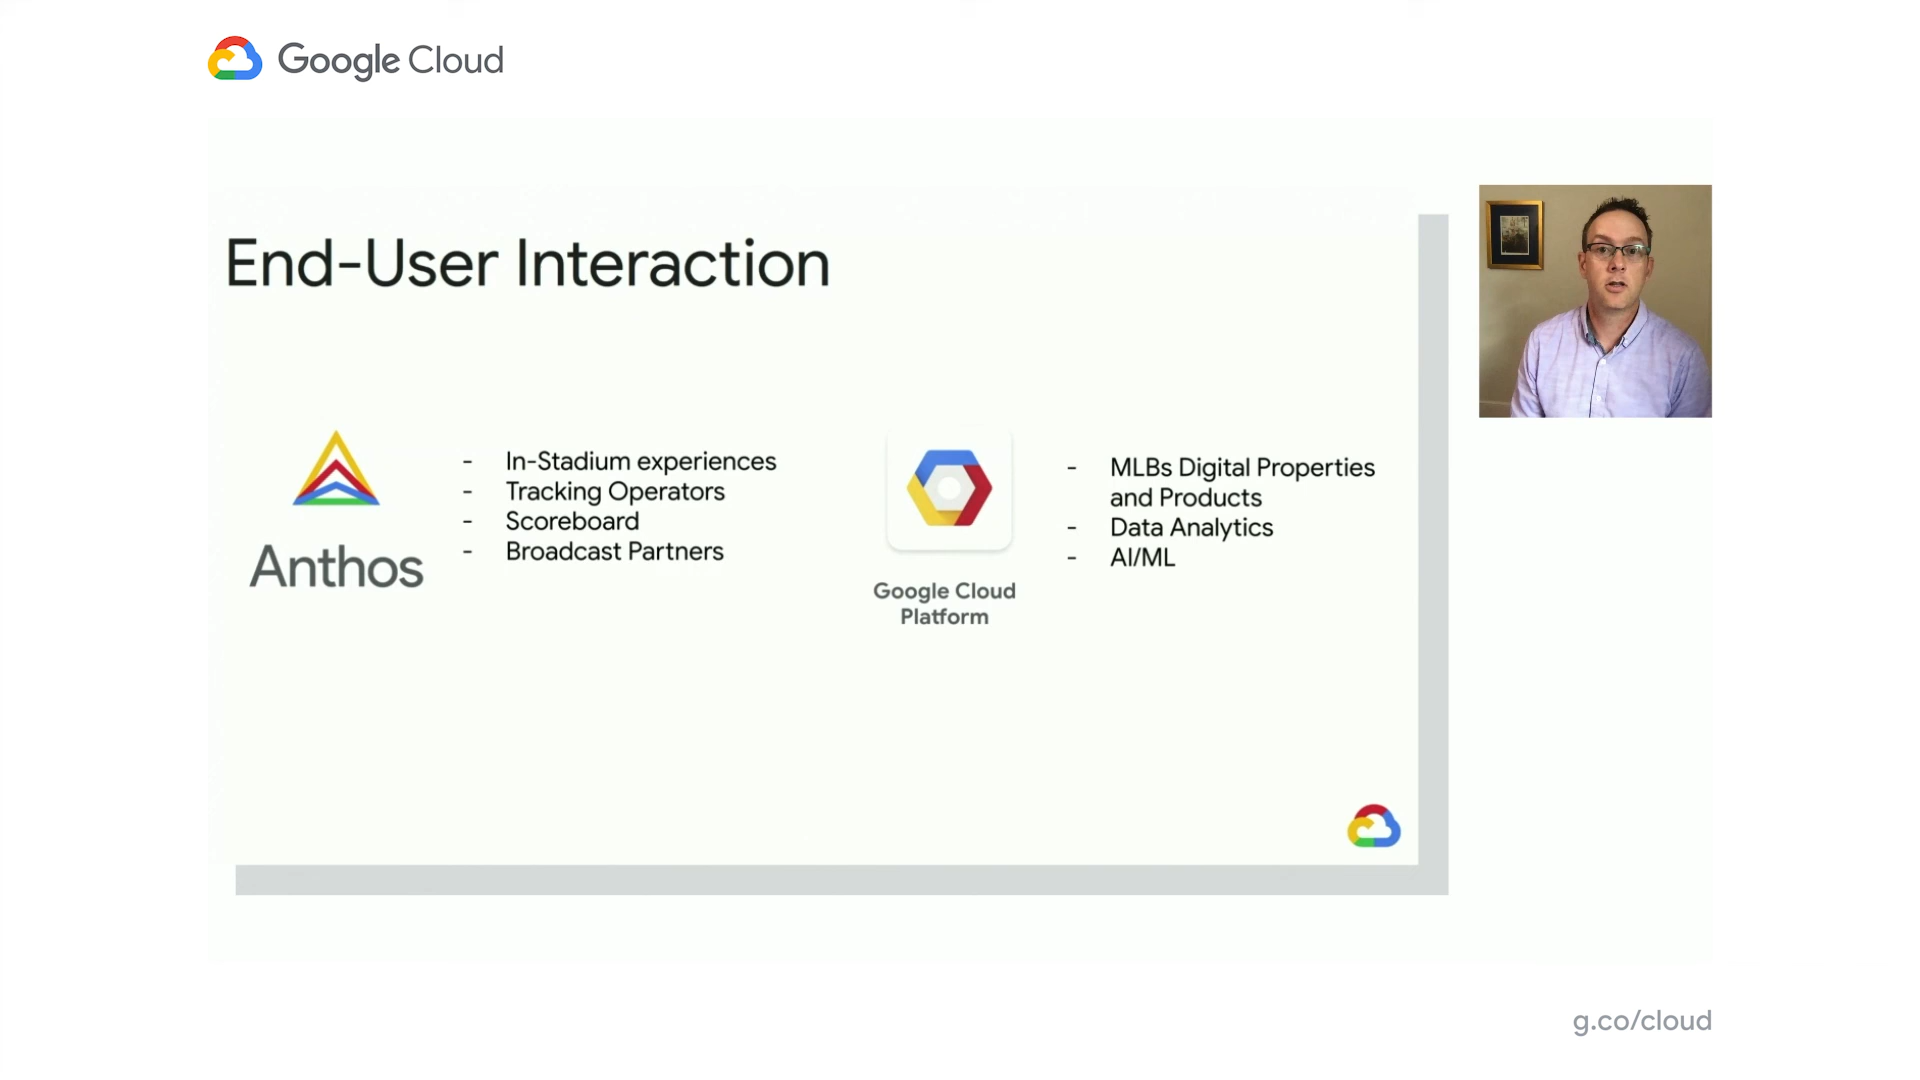 Google Cloud
End-User Interaction
Anthos
- In-Stadium experiences
- Tracking Operators
- Scoreboard
- Broadcast Partners
Google Cloud
Platform
- MLBs Digital Properties
and Products
- Data Analytics
- AI/ML
g.co/cloud